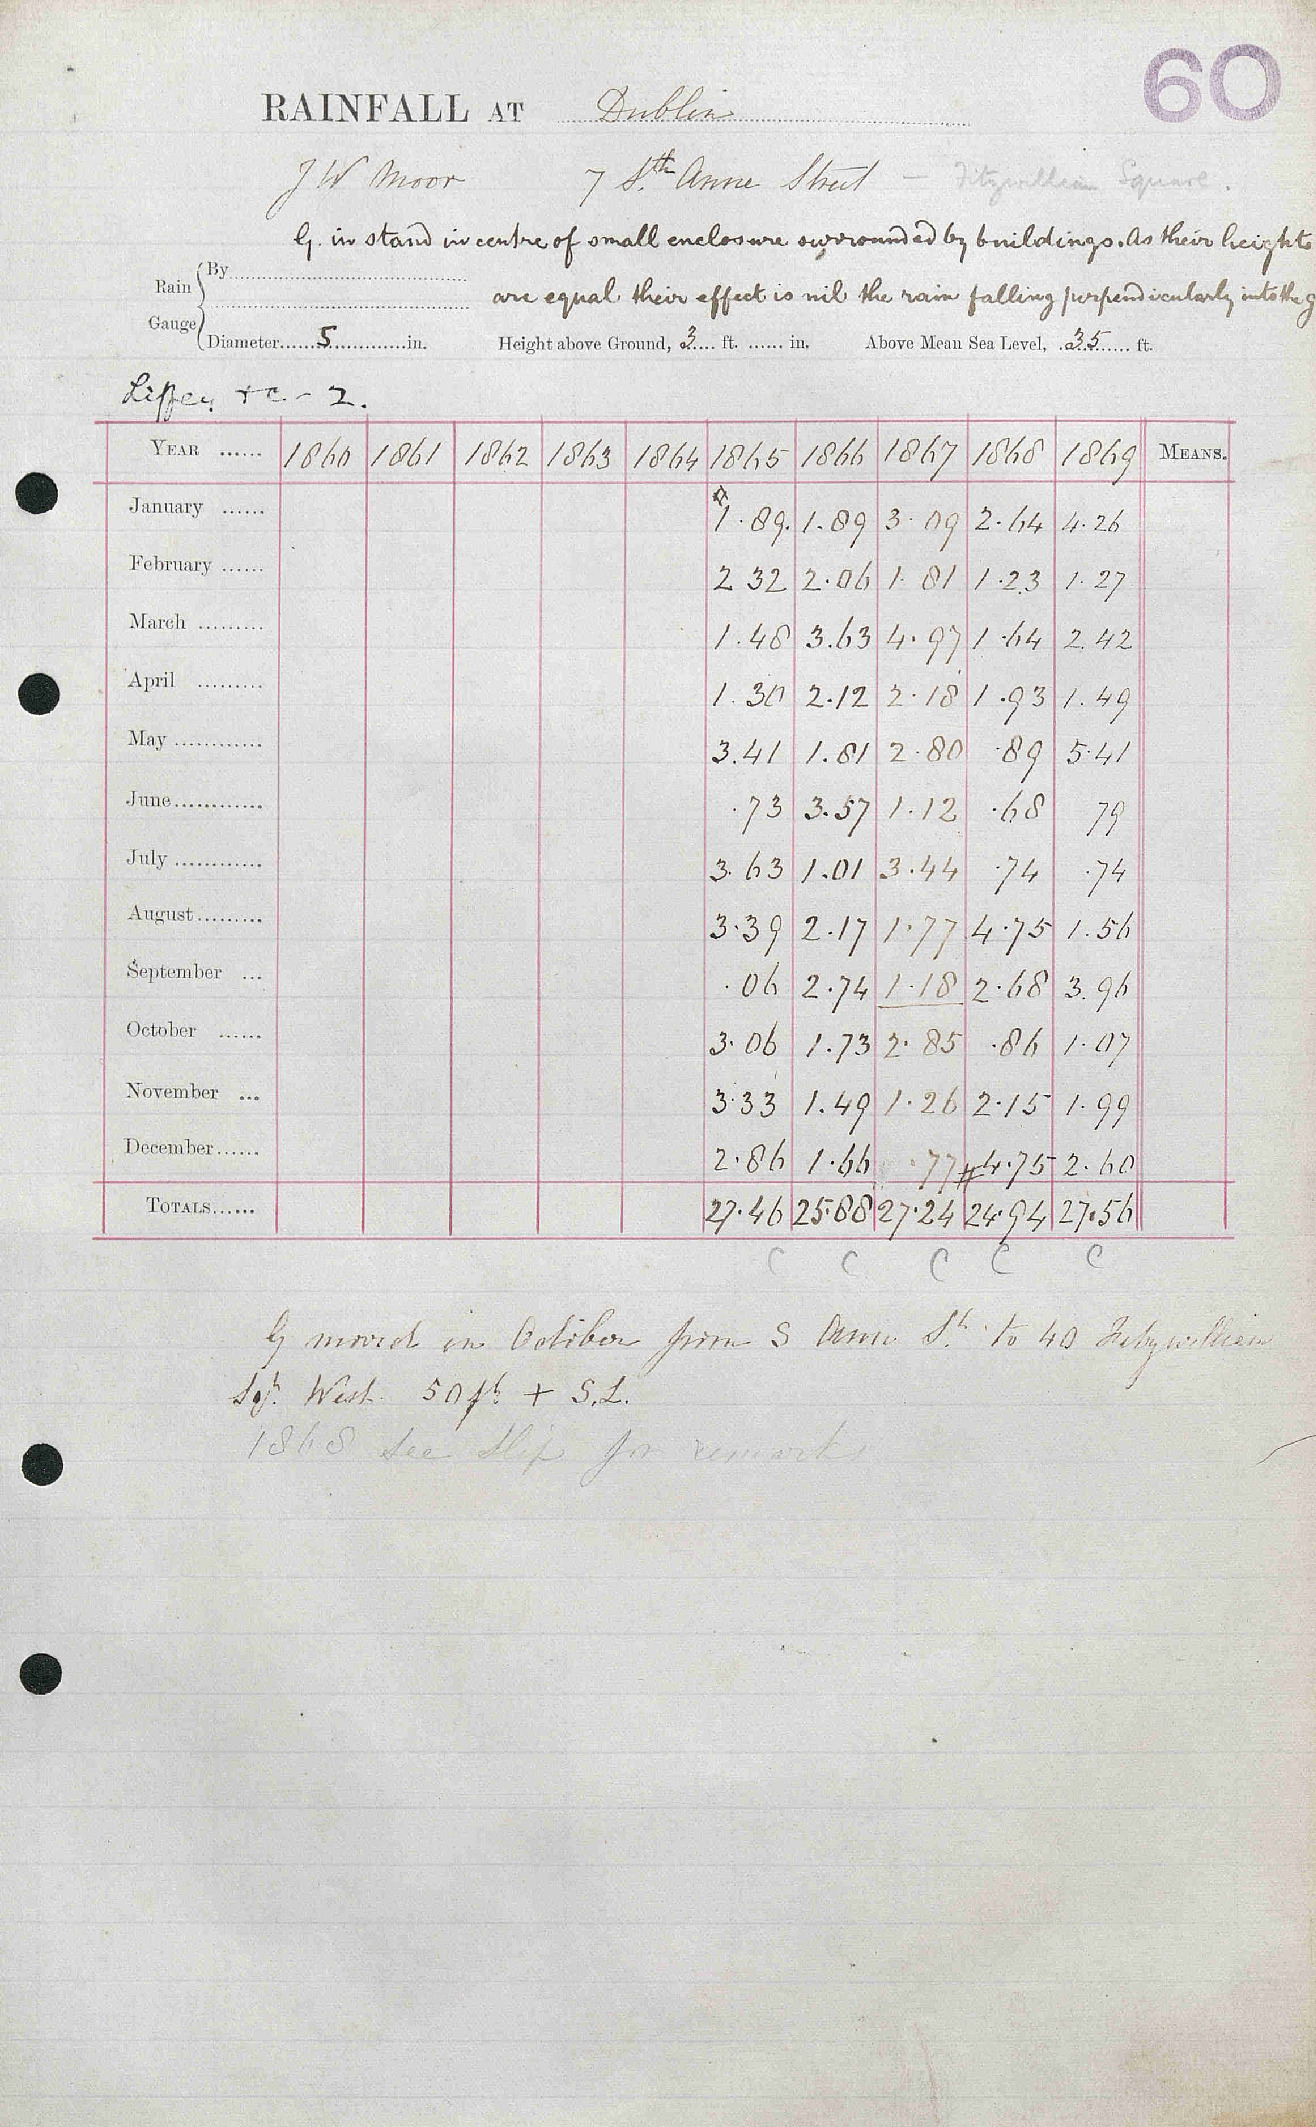 60
RAINFALL AT Dublin
J W Moor 7 Sth Anne Street - Fitzwilliam Square.
G. in stand in centre of small enclosure surrounded by buildings. As their heights
are equal their effect is nil the rain falling perpendicularly into the g
Rain Gauge
By
Diameter 5 in. Height above Ground, 3 ft. in. Above Mean Sea Level, 35 ft.
Liffey &c - 2.
YEAR 1860 1861 1862 1863 1864 1865 1866 1867 1868 1869 MEANS.
January 1.89. 1.89 3.09 2.64 4.26
February 2 32 2.06 1.81 1.23 1.27
March 1.48 3.63 4.97 1.64 2.42
April 1.30 2.12 2.18 1.93 1.49
May 3.41 1.81 2.80 .89 5.41
June .73 3.57 1.12 .68 79
July 3.63 1.01 3.44 .74 .74
August 3.39 2.17 1.77 4.75 1.56
September .06 2.74 1.18 2.68 3.96
October 3.06 1.73 2.85 .86 1.07
November 3.33 1.49 1.26 2.15 1.99
December 2.86 1.66 .77 #4.75 2.60
TOTALS 27.46 25.88 27.24 24.94 27.56
C C C C C
G moved in October from S Anne St. to 40 Fitzwilliam
Sq. West 50 ft + S.L.
1868 See Slip for remarks